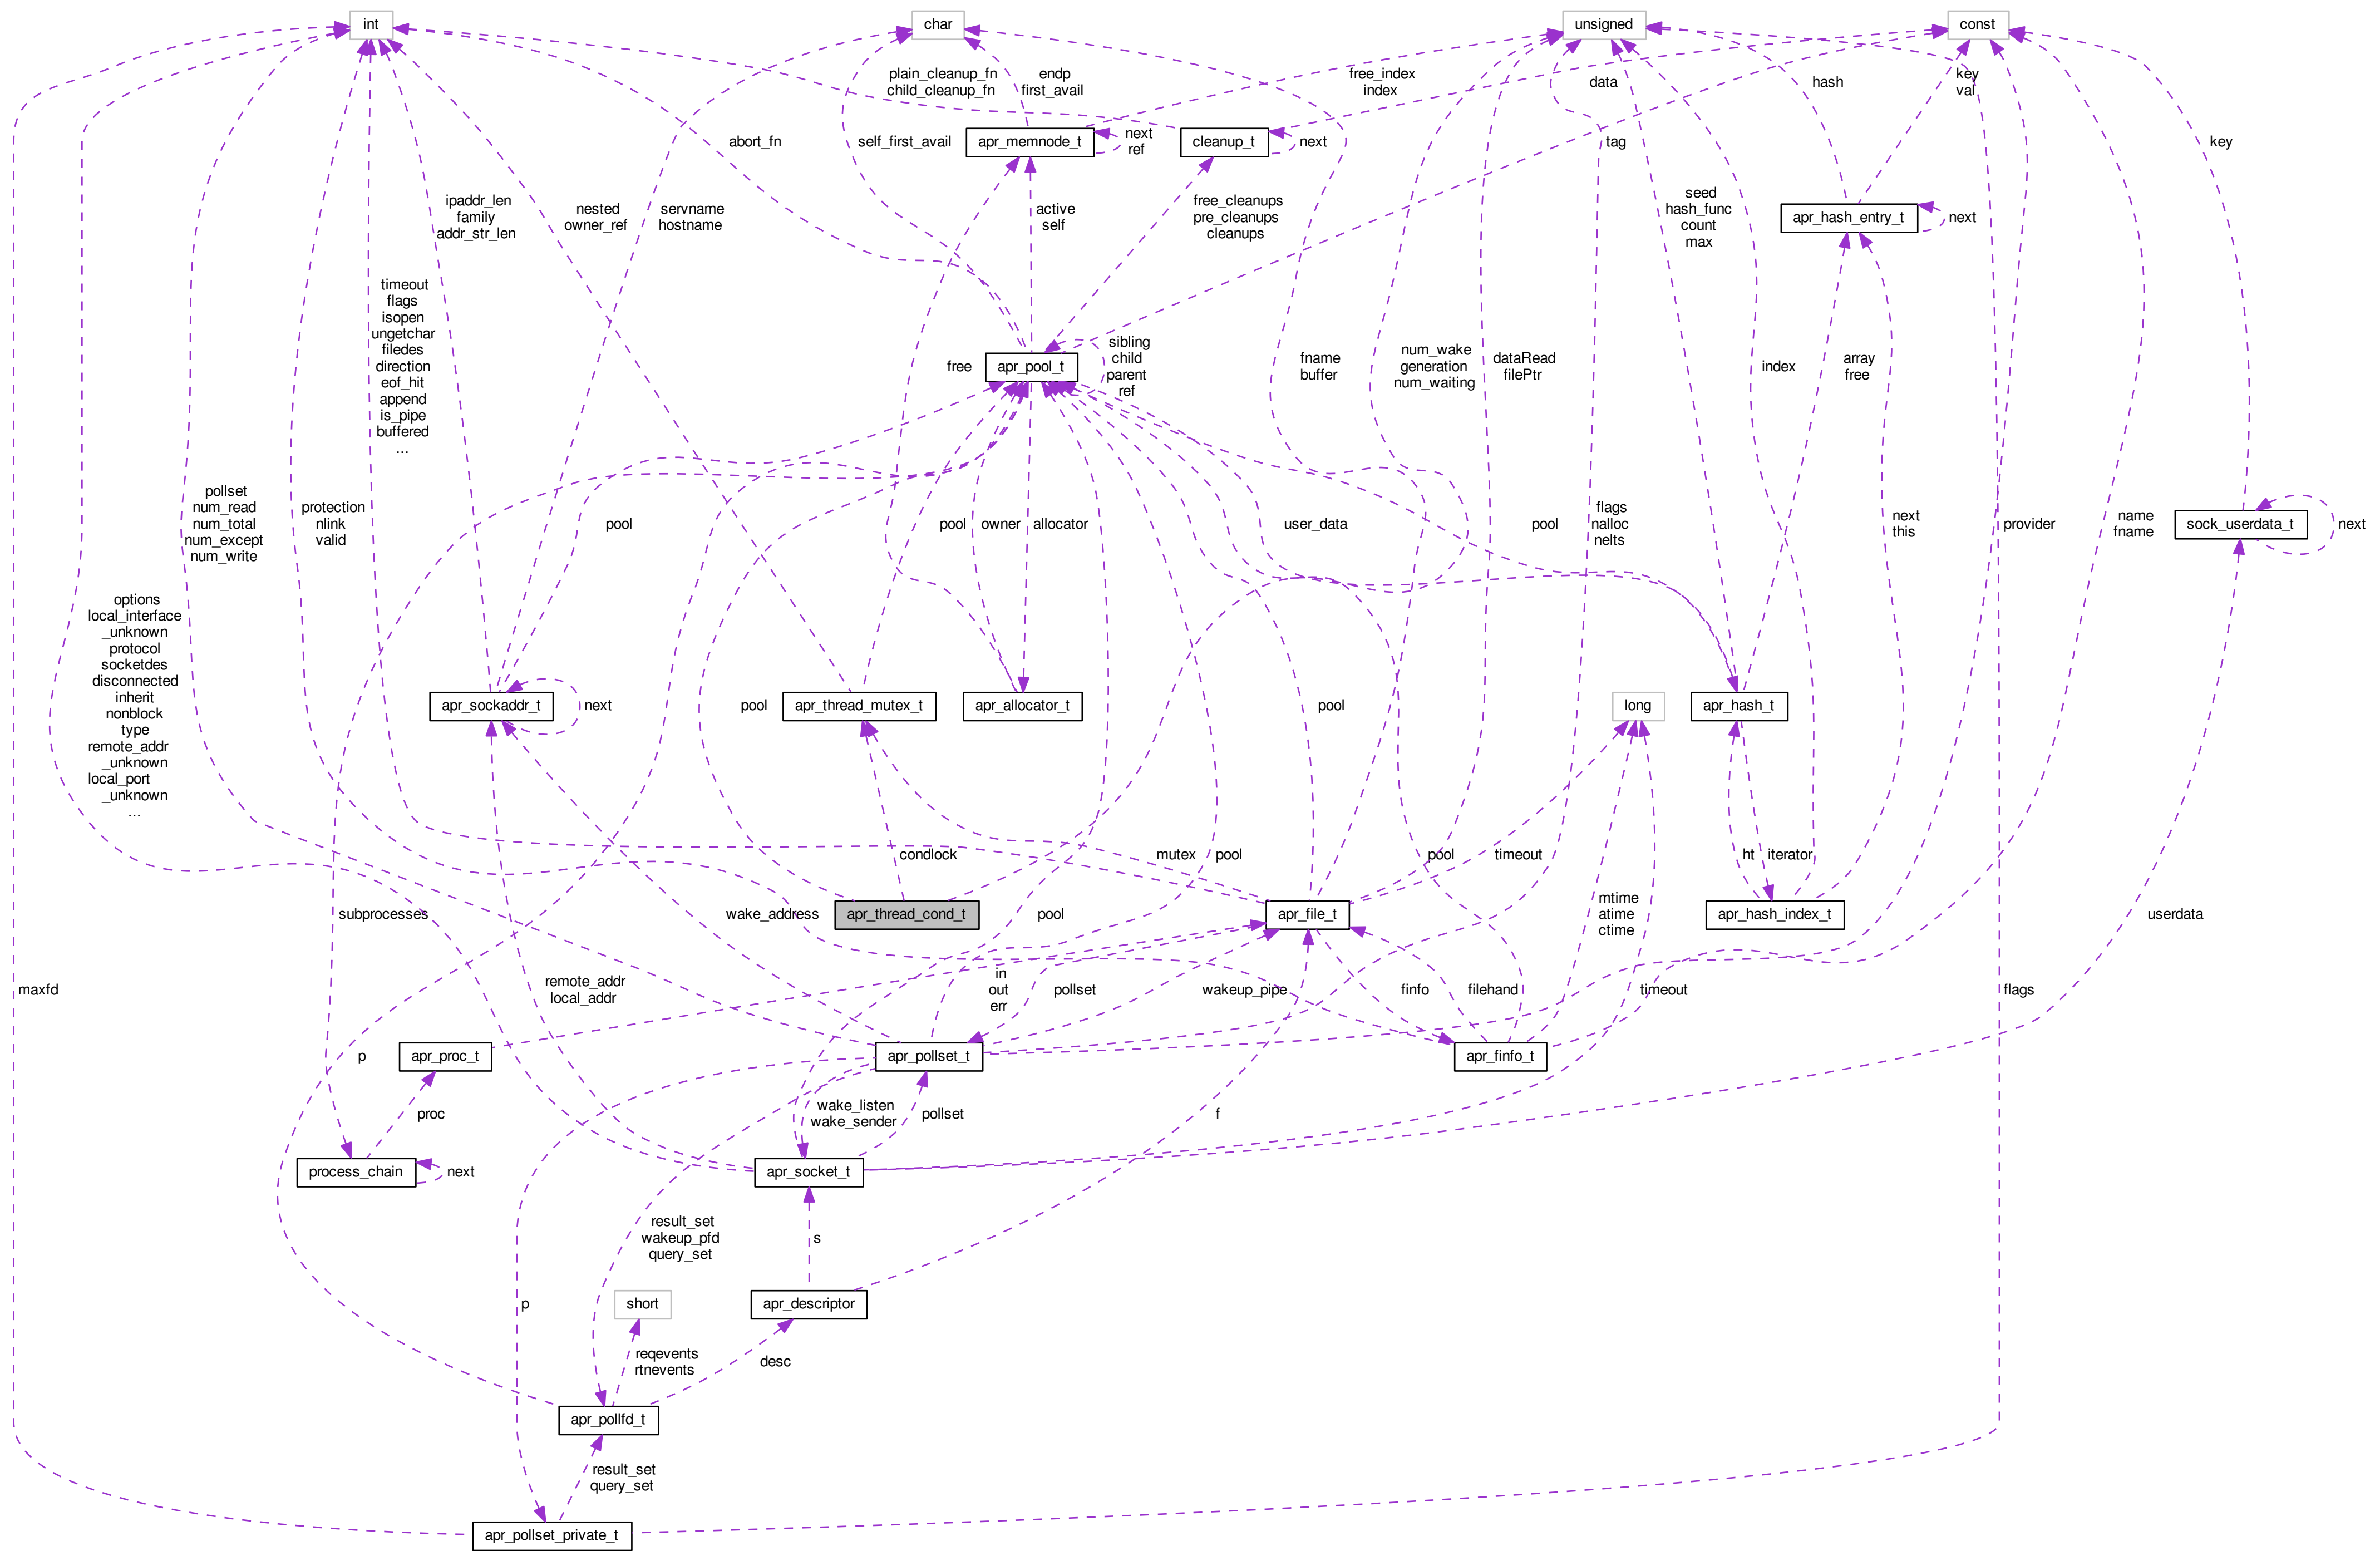 int
char
unsigned
const
plain_cleanup_fn
child_cleanup_fn
endp
first_avail
free_index
index
data
hash
key
val
abort_fn
self_first_avail
apr_memnode_t
next
ref
cleanup_t
next
tag
key
ipaddr_len
family
addr_str_len
nested
owner_ref
servname
hostname
active
self
free_cleanups
pre_cleanups
cleanups
seed
hash_func
count
max
apr_hash_entry_t
next
timeout
flags
isopen
ungetchar
filedes
direction
eof_hit
append
is_pipe
buffered
...
free
apr_pool_t
sibling
child
parent
ref
fname
buffer
num_wake
generation
num_waiting
dataRead
filePtr
index
array
free
pollset
num_read
num_total
num_except
num_write
protection
nlink
valid
pool
pool
owner
allocator
user_data
pool
flags
nalloc
nelts
next
this
provider
name
fname
sock_userdata_t
next
options
local_interface
_unknown
protocol
socketdes
disconnected
inherit
nonblock
type
remote_addr
_unknown
local_port
_unknown
...
apr_sockaddr_t
next
pool
apr_thread_mutex_t
apr_allocator_t
pool
long
apr_hash_t
condlock
mutex
pool
pool
timeout
ht
iterator
subprocesses
wake_address
apr_thread_cond_t
pool
apr_file_t
mtime
atime
ctime
apr_hash_index_t
userdata
maxfd
remote_addr
local_addr
in
out
err
pollset
wakeup_pipe
finfo
filehand
timeout
flags
p
apr_proc_t
apr_pollset_t
apr_finfo_t
proc
wake_listen
wake_sender
pollset
f
process_chain
next
apr_socket_t
result_set
wakeup_pfd
query_set
s
p
short
apr_descriptor
reqevents
rtnevents
desc
apr_pollfd_t
result_set
query_set
apr_pollset_private_t